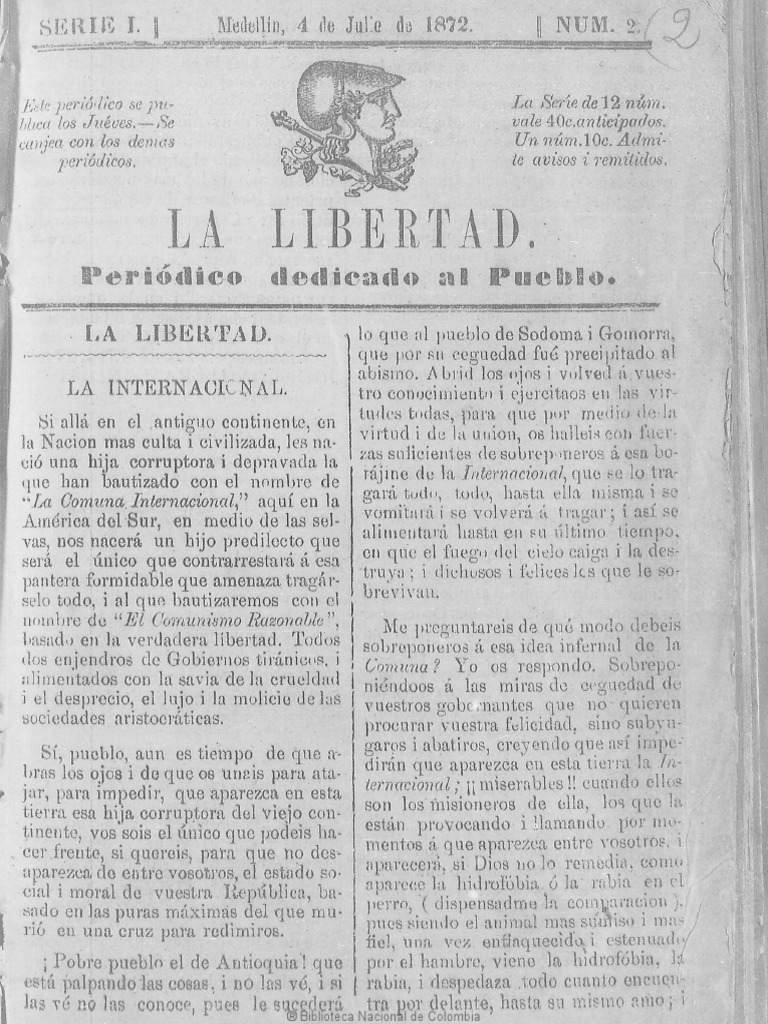 SERIE I.
Medellin, 4 de Julio de 1872.
NUM. 2.
2
Este periódico se pu-
blica los Juéves.—Se
canjea con los demas
periódicos.
La Serie de 12 núm.
vale 40c. anticipados.
Un núm. 10c. Admi-
te avisos i remitidos.
LA LIBERTAD.
Periódico dedicado al Pueblo.
LA LIBERTAD.
LA INTERNACIONAL.
Si allá en el antiguo continente, en
la Nacion mas culta i civilizada, les na-
ció una hija corruptora i depravada la
que han bautizado con el nombre de
"La Comuna Internacional," aquí en la
América del Sur, en medio de las sel-
vas, nos nacerá un hijo predilecto que
será el único que contrarrestará á esa
pantera formidable que amenaza tragár-
selo todo, i al que bautizaremos con el
nombre de "El Comunismo Razonable",
basado en la verdadera libertad. Todos
dos enjendros de Gobiernos tiránicos, i
alimentados con la savia de la crueldad
i el desprecio, el lujo i la molicie de las
sociedades aristocráticas.
Sí, pueblo, aun es tiempo de que a-
bras los ojos i de que os unais para ata-
jar, para impedir, que aparezca en esta
tierra esa hija corruptora del viejo con-
tinente, vos sois el único que podeis ha-
cer frente, si quereis, para que no des-
aparezca de entre vosotros, el estado so-
cial i moral de vuestra República, ba-
sado en las puras máximas del que mu-
rió en una cruz para redimiros.
¡Pobre pueblo el de Antioquia! que
está palpando las cosas, i no las vé, i si
las vé no las conoce, pues le sucederá
lo que al pueblo de Sodoma i Gomorra,
que por su ceguedad fué precipitado al
abismo. Abrid los ojos i volved á vues-
tro conocimiento i ejercitaos en las vir-
tudes todas, para que por medio de la
virtud i de la union, os halleis con fuer-
zas suficientes de sobreponeros á esa bo-
rájine de la Internacional, que se lo tra-
gará todo, todo, hasta ella misma i se
vomitará i se volverá á tragar; i así se
alimentará hasta en su último tiempo,
en que el fuego del cielo caiga i la des-
truya; i dichosos i felices los que le so-
brevivan.
Me preguntareis de qué modo debeis
sobreponeros á esa idea infernal de la
Comuna? Yo os respondo. Sobrepo-
niéndoos á las miras de ceguedad de
vuestros gobernantes que no quieren
procurar vuestra felicidad, sino subyu-
garos i abatiros, creyendo que así impe-
dirán que aparezca en esta tierra la In-
ternacional; ¡¡miserables!! cuando ellos
son los misioneros de ella, los que la
están provocando i llamando por mo-
mentos á que aparezca entre vosotros, i
aparecerá, si Dios no lo remedia, como
aparece la hidrofóbia ó la rabia en el
perro, (dispensadme la comparacion),
pues siendo el animal mas sumiso i mas
fiel, una vez enflaquecido i estenuado
por el hambre, viene la hidrofóbia, la
rabia, i despedaza todo cuanto encuen-
tra por delante, hasta su mismo amo; i
©Biblioteca Nacional de Colombia